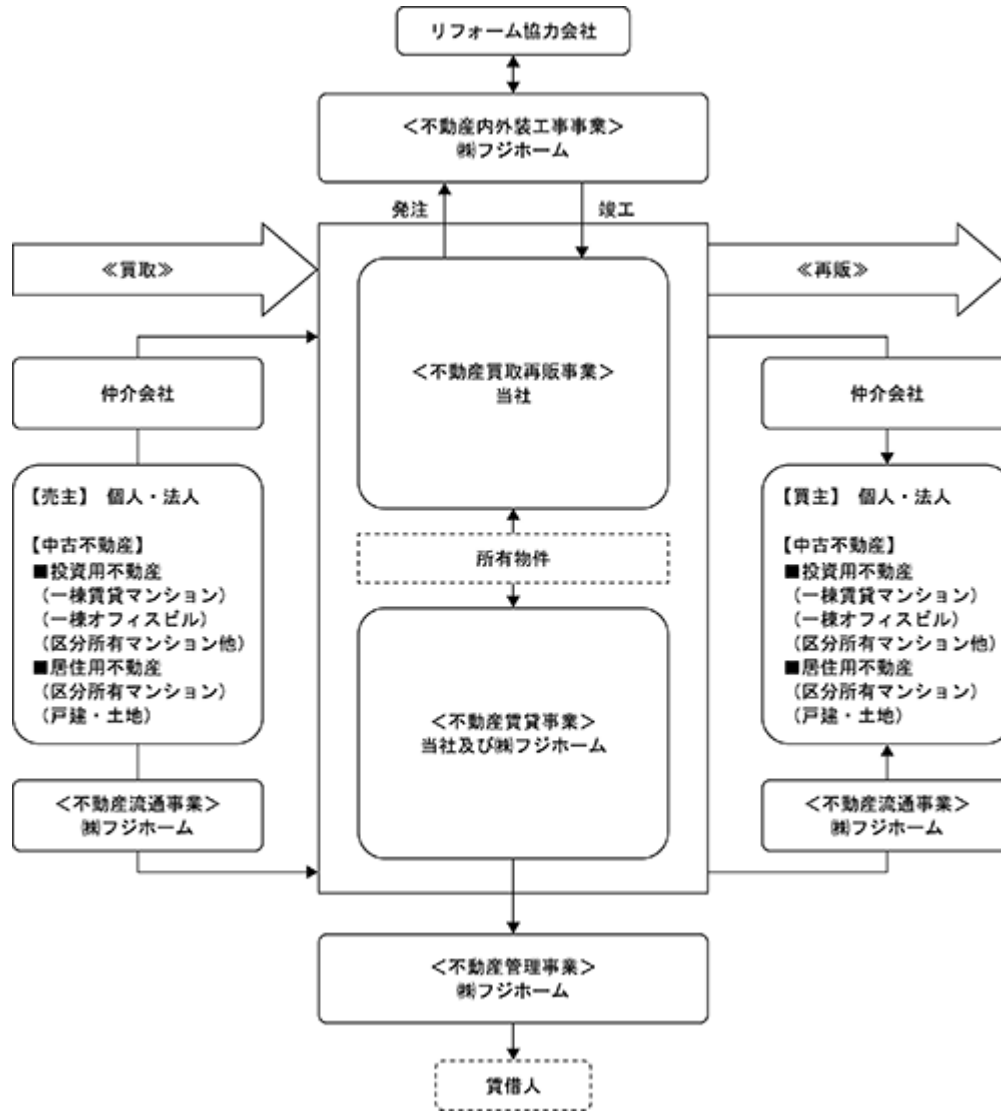 リフォーム協力会社
＜不動産内外装工事事業＞
㈱フジホーム
発注
竣工
≪買取≫
≪再販≫
仲介会社
＜不動産買取再販事業＞
当社
仲介会社
【売主】 個人・法人
【中古不動産】
■投資用不動産
（一棟賃貸マンション）
（一棟オフィスビル）
（区分所有マンション他）
■居住用不動産
（区分所有マンション）
（戸建・土地）
所有物件
【買主】 個人・法人
【中古不動産】
■投資用不動産
（一棟賃貸マンション）
（一棟オフィスビル）
（区分所有マンション他）
■居住用不動産
（区分所有マンション）
（戸建・土地）
＜不動産賃貸事業＞
当社及び㈱フジホーム
＜不動産流通事業＞
㈱フジホーム
＜不動産流通事業＞
㈱フジホーム
＜不動産管理事業＞
㈱フジホーム
賃借人